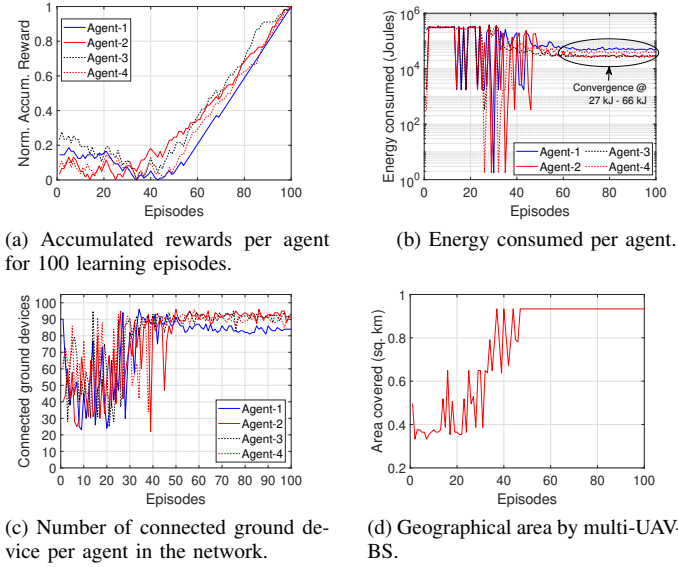 Norm. Accum. Reward
1
0.8
0.6
0.4
0.2
0
Agent-1
Agent-2
Agent-3
Agent-4
0 20 40 60 80 100
Episodes
(a) Accumulated rewards per agent
for 100 learning episodes.
Energy consumed (Joules)
10^6
10^4
10^2
10^0
Convergence @
27 kJ - 66 kJ
Agent-1 Agent-3
Agent-2 Agent-4
0 20 40 60 80 100
Episodes
(b) Energy consumed per agent.
Connected ground devices
100
90
80
70
60
50
40
30
20
10
0
Agent-1
Agent-2
Agent-3
Agent-4
0 10 20 30 40 50 60 70 80 90 100
Episodes
(c) Number of connected ground de-
vice per agent in the network.
Area covered (sq. km)
1
0.8
0.6
0.4
0.2
0 20 40 60 80 100
Episodes
(d) Geographical area by multi-UAV-
BS.